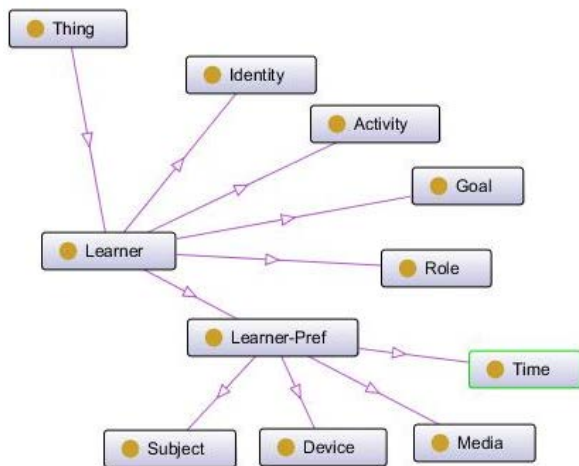 Thing
Identity
Activity
Goal
Learner
Role
Learner-Pref
Time
Subject
Device
Media